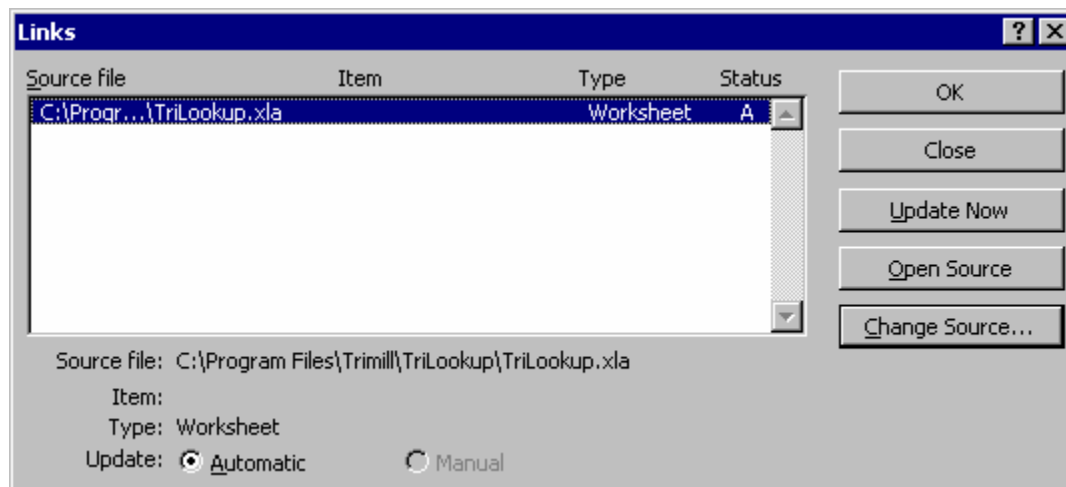 Links
Source file Item Type Status
C:\Progr...\TriLookup.xla Worksheet A
OK
Close
Update Now
Open Source
Change Source...
Source file: C:\Program Files\Trimill\TriLookup\TriLookup.xla
Item:
Type: Worksheet
Update: Automatic Manual